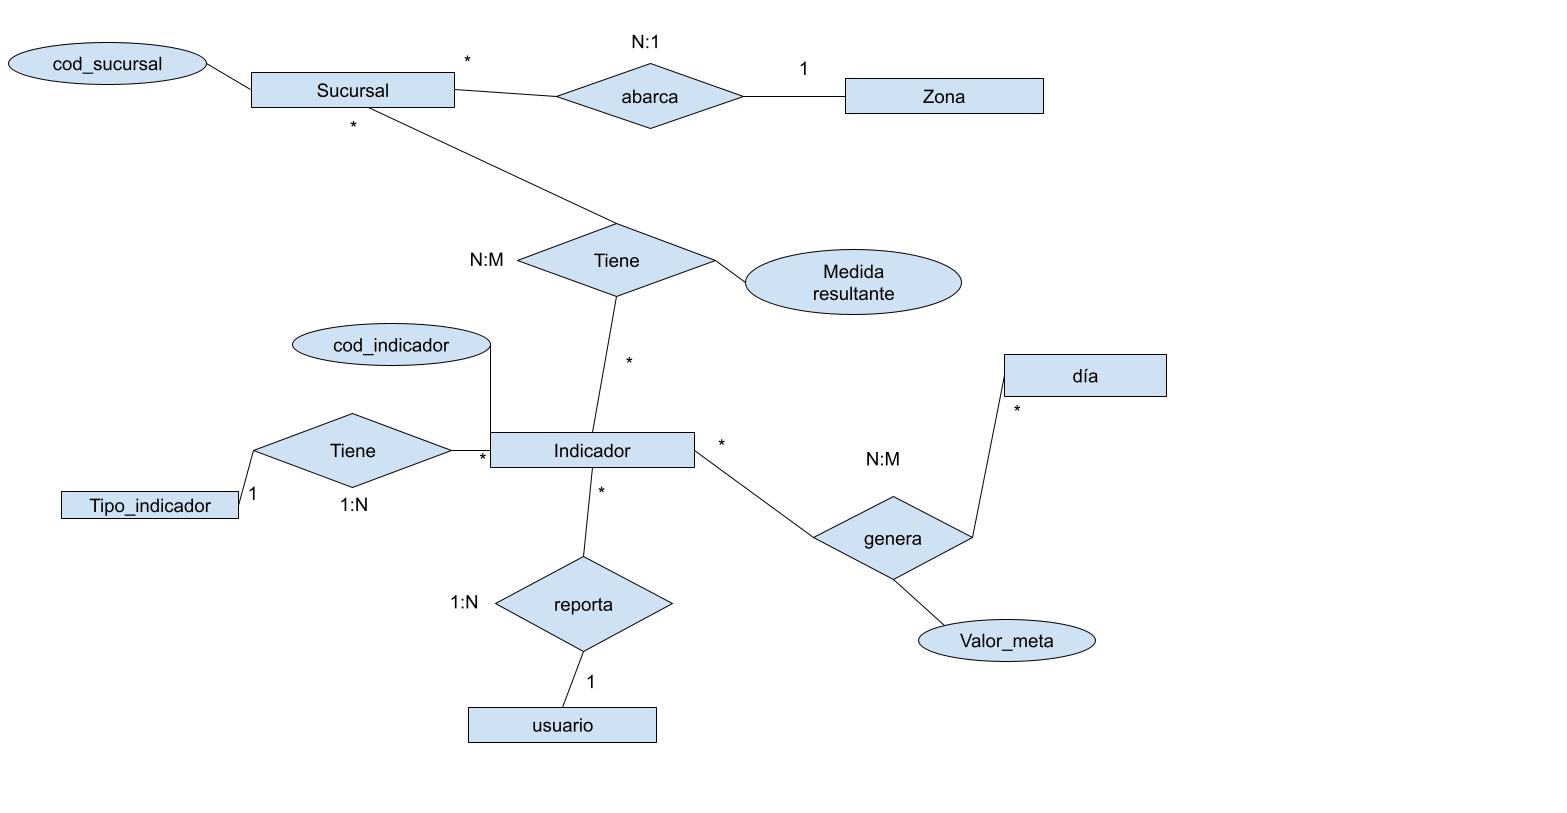 N:1
cod_sucursal
*
1
Sucursal
abarca
Zona
*
N:M
Tiene
Medida
resultante
cod_indicador
*
día
*
Tiene
*
Indicador
*
N:M
Tipo_indicador
1
1:N
*
genera
1:N
reporta
Valor_meta
1
usuario